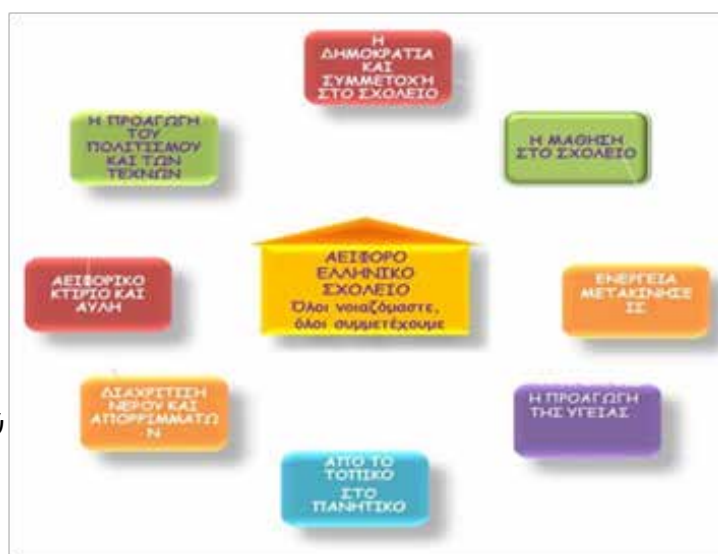 Η
ΔΗΜΟΚΡΑΤΙΑ
ΚΑΙ
ΣΥΜΜΕΤΟΧΉ
ΣΤΟ ΣΧΟΛΕΙΟ
Η ΠΡΟΑΓΩΓΗ
ΤΟΥ
ΠΟΛΙΤΙΣΜΟΥ
ΚΑΙ ΤΩΝ
ΤΕΧΝΩΝ
Η ΜΑΘΗΣΗ
ΣΤΟ ΣΧΟΛΕΙΟ
ΑΕΙΦΟΡΙΚΟ
ΚΤΙΡΙΟ ΚΑΙ
ΑΥΛΗ
ΑΕΙΦΟΡΟ
ΕΛΛΗΝΙΚΟ
ΣΧΟΛΕΙΟ
Όλοι νοιαζόμαστε,
όλοι συμμετέχουμε
ΕΝΕΡΓΕΙΑ
ΜΕΤΑΚΙΝΗΣΕ
ΙΣ
ΔΙΑΧΡΙΤΙΣΗ
ΝΕΡΟΥ ΚΑΙ
ΑΠΟΡΡΙΜΜΑΤΩ
Ν
Η ΠΡΟΑΓΩΓΗ
ΤΗΣ ΥΓΕΙΑΣ
ΑΠΟ ΤΟ
ΤΟΠΙΚΟ
ΣΤΟ
ΠΛΑΝΗΤΙΚΟ